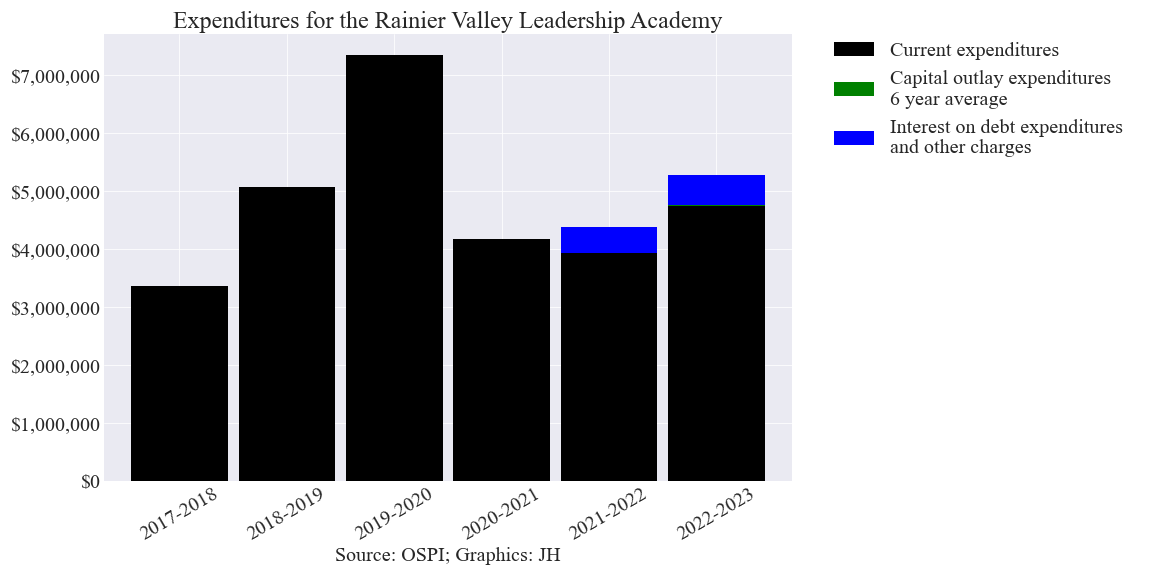 Expenditures for the Rainier Valley Leadership Academy
Current expenditures
Capital outlay expenditures
6 year average
Interest on debt expenditures
and other charges
$7,000,000
$6,000,000
$5,000,000
$4,000,000
$3,000,000
$2,000,000
$1,000,000
$0
2017-2018
2018-2019
2019-2020
2020-2021
2021-2022
2022-2023
Source: OSPI; Graphics: JH